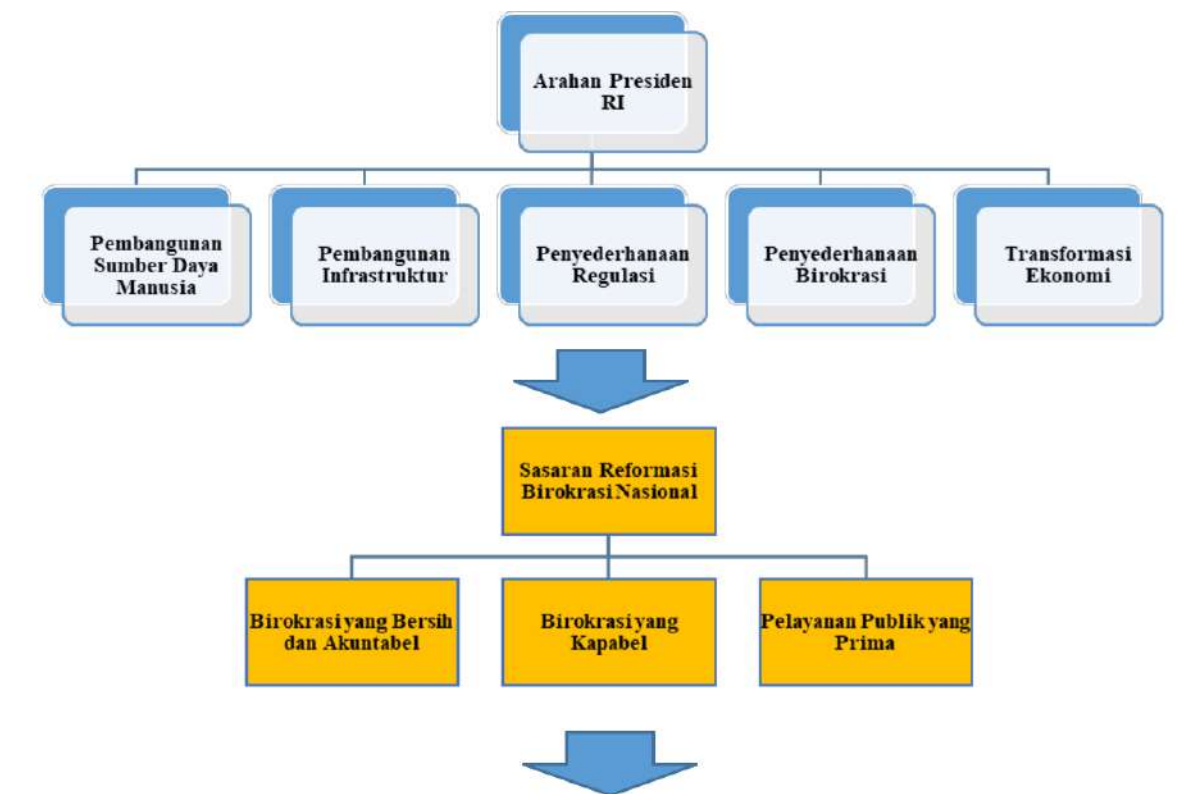 Arahan Presiden
RI
Pembangunan
Sumber Daya
Manusia
Pembangunan
Infrastruktur
Penyederhanaan
Regulasi
Penyederhanaan
Birokrasi
Transformasi
Ekonomi
Sasaran Reformasi
Birokrasi Nasional
Birokrasi yang Bersih
dan Akuntabel
Birokrasi yang
Kapabel
Pelayanan Publik yang
Prima